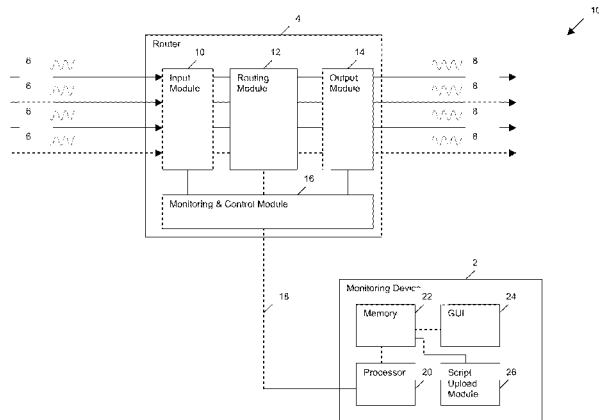 4
10
Router
6
10
12
14
8
Input
Module
Routing
Module
Output
Module
6
8
6
8
6
8
16
Monitoring & Control Module
18
2
Monitoring Device
22
24
Memory
GUI
Processor
20
Script
Upload
Module
26